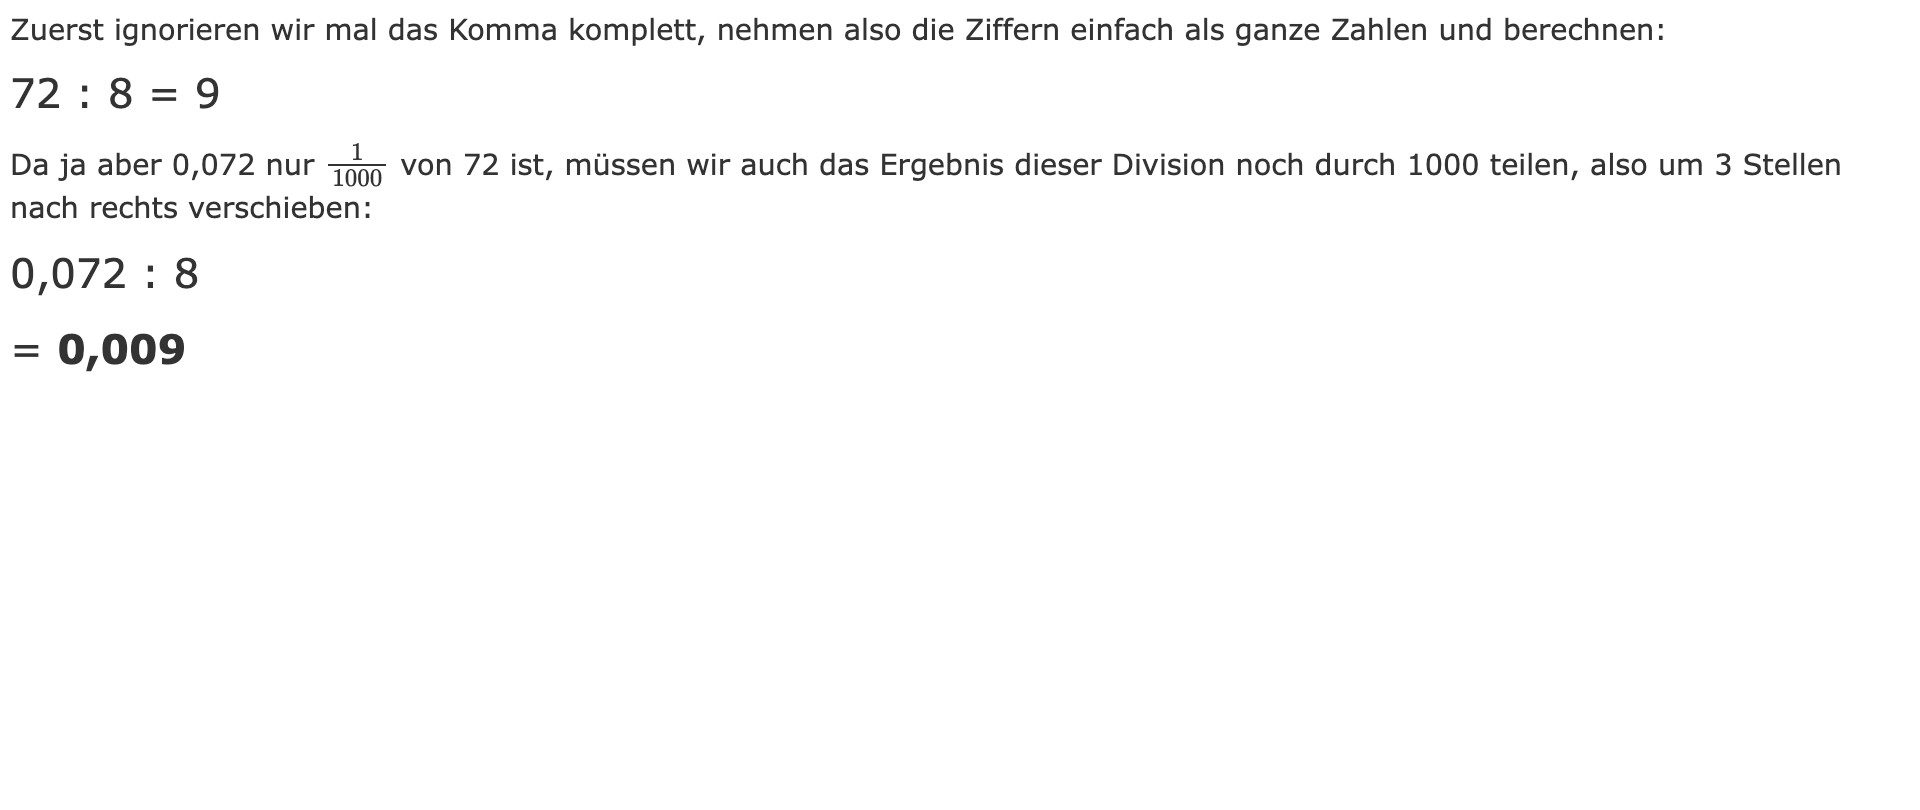 Zuerst ignorieren wir mal das Komma komplett, nehmen also die Ziffern einfach als ganze Zahlen und berechnen:
72 : 8 = 9
Da ja aber 0,072 nur 1/1000 von 72 ist, müssen wir auch das Ergebnis dieser Division noch durch 1000 teilen, also um 3 Stellen
nach rechts verschieben:
0,072 : 8
= 0,009